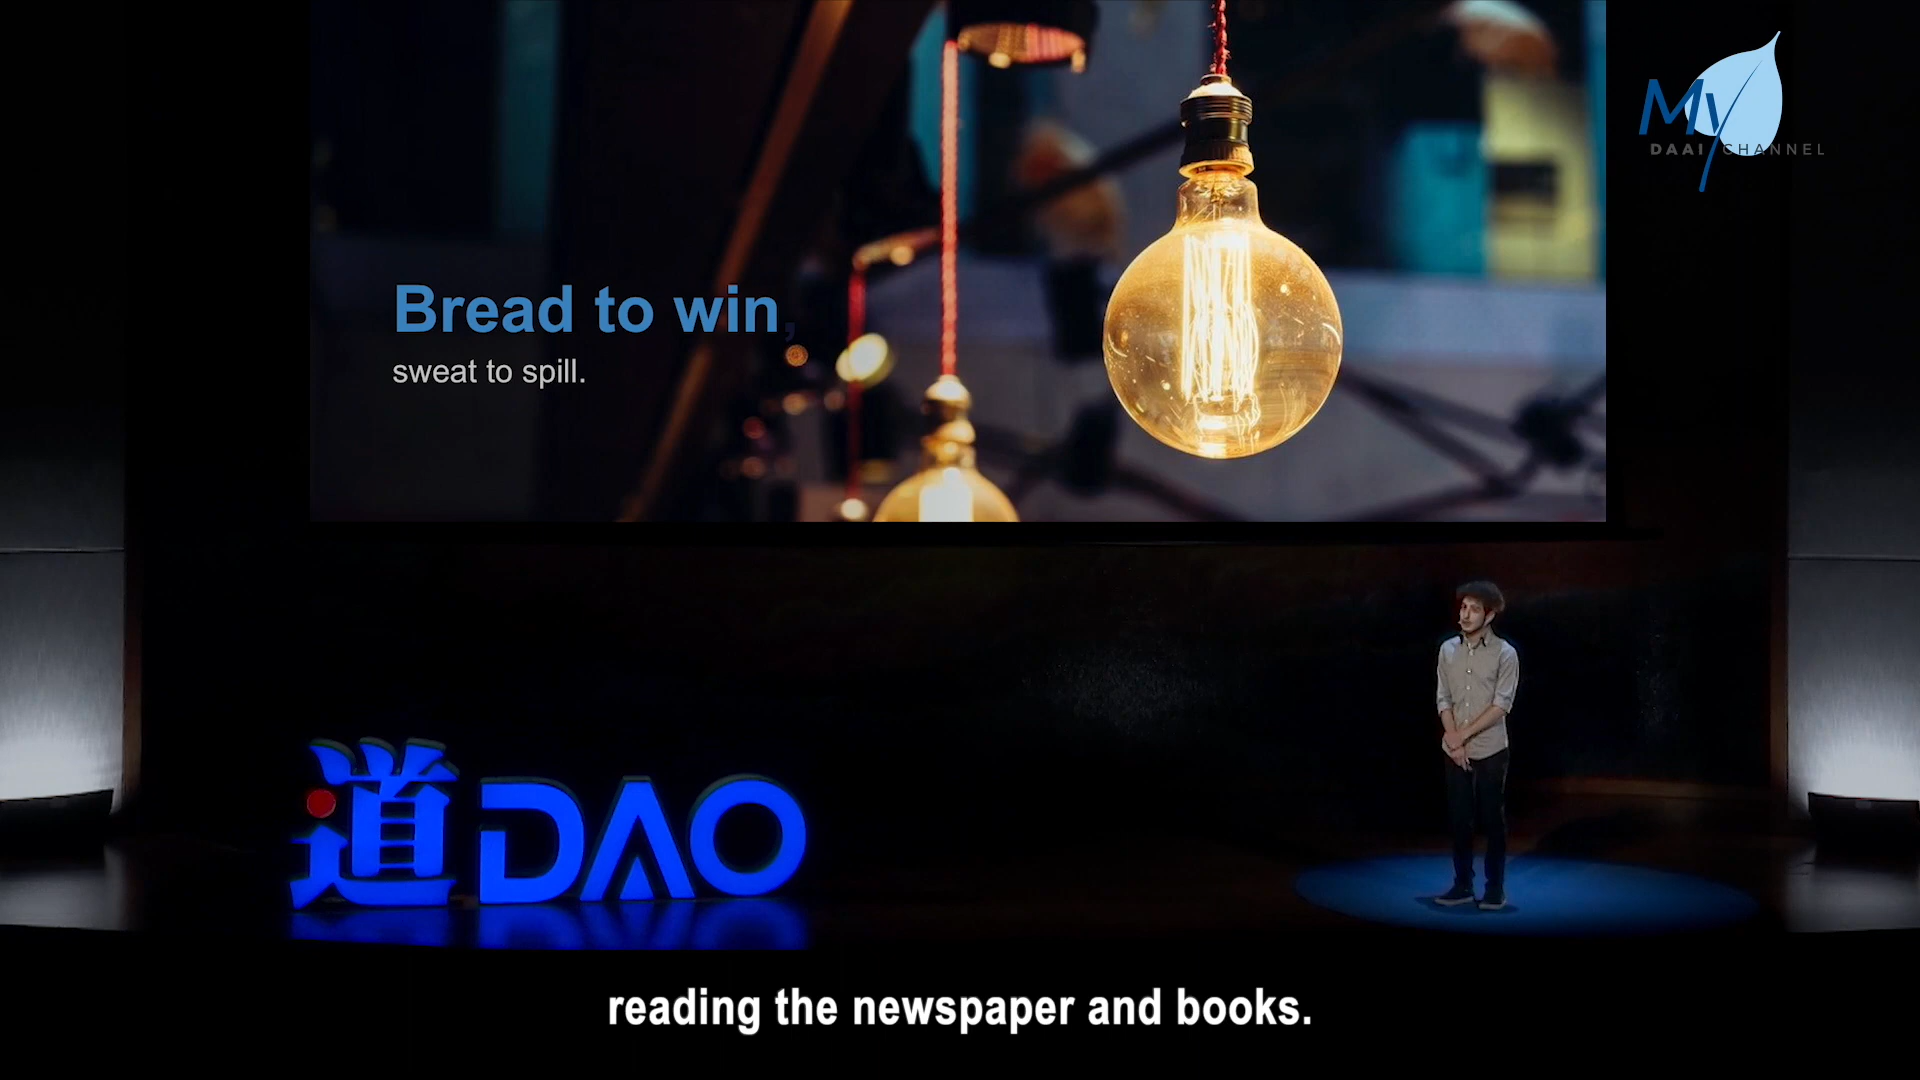 My
DAAI CHANNEL
Bread to win,
sweat to spill.
道DAO
reading the newspaper and books.